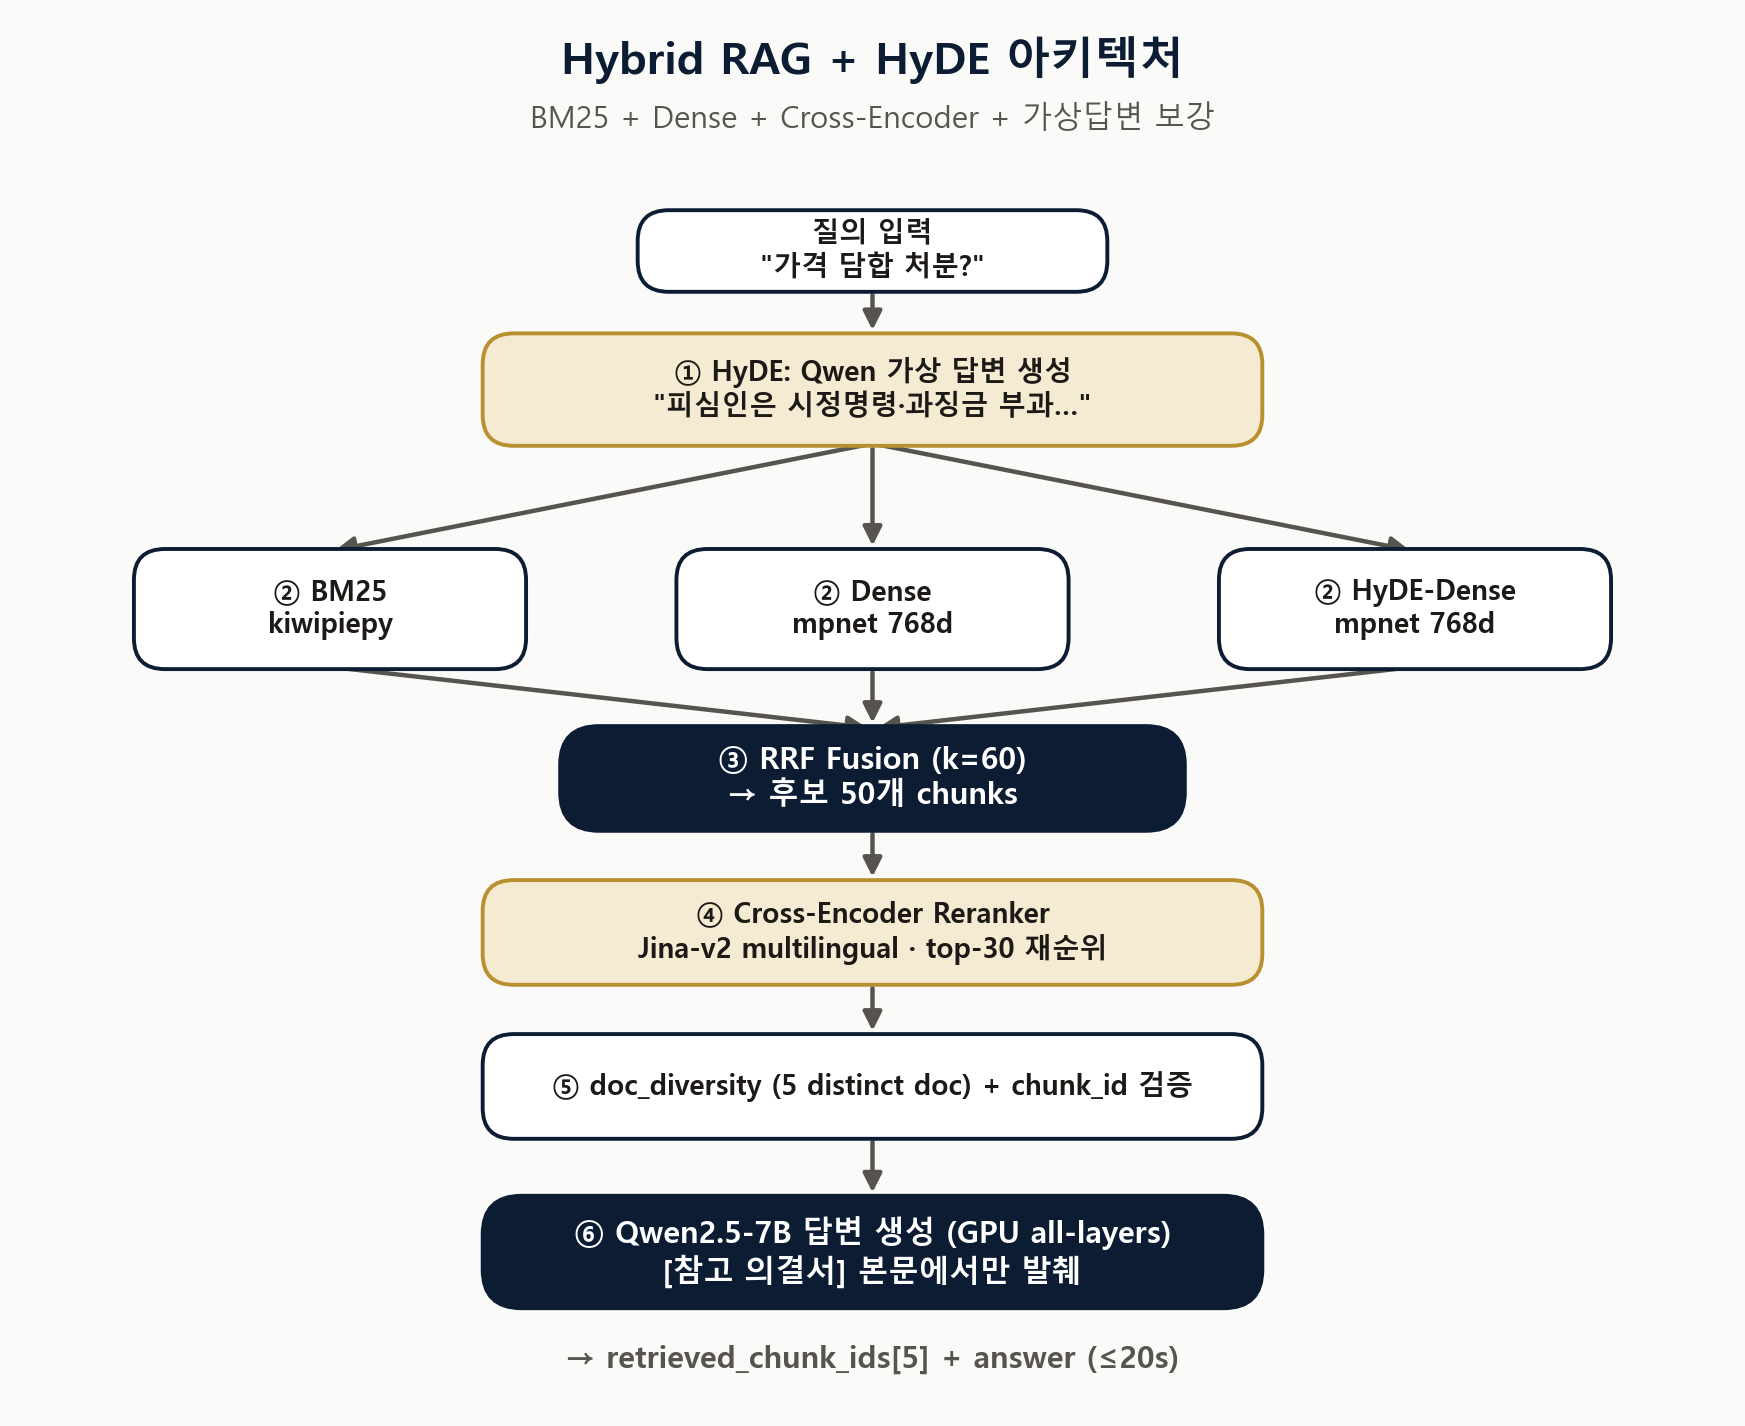 Hybrid RAG + HyDE 아키텍처
BM25 + Dense + Cross-Encoder + 가상답변 보강
질의 입력
"가격 담합 처분?"
① HyDE: Qwen 가상 답변 생성
"피심인은 시정명령·과징금 부과..."
② BM25
kiwipiepy
② Dense
mpnet 768d
② HyDE-Dense
mpnet 768d
③ RRF Fusion (k=60)
→ 후보 50개 chunks
④ Cross-Encoder Reranker
Jina-v2 multilingual · top-30 재순위
⑤ doc_diversity (5 distinct doc) + chunk_id 검증
⑥ Qwen2.5-7B 답변 생성 (GPU all-layers)
[참고 의결서] 본문에서만 발췌
→ retrieved_chunk_ids[5] + answer (≤20s)